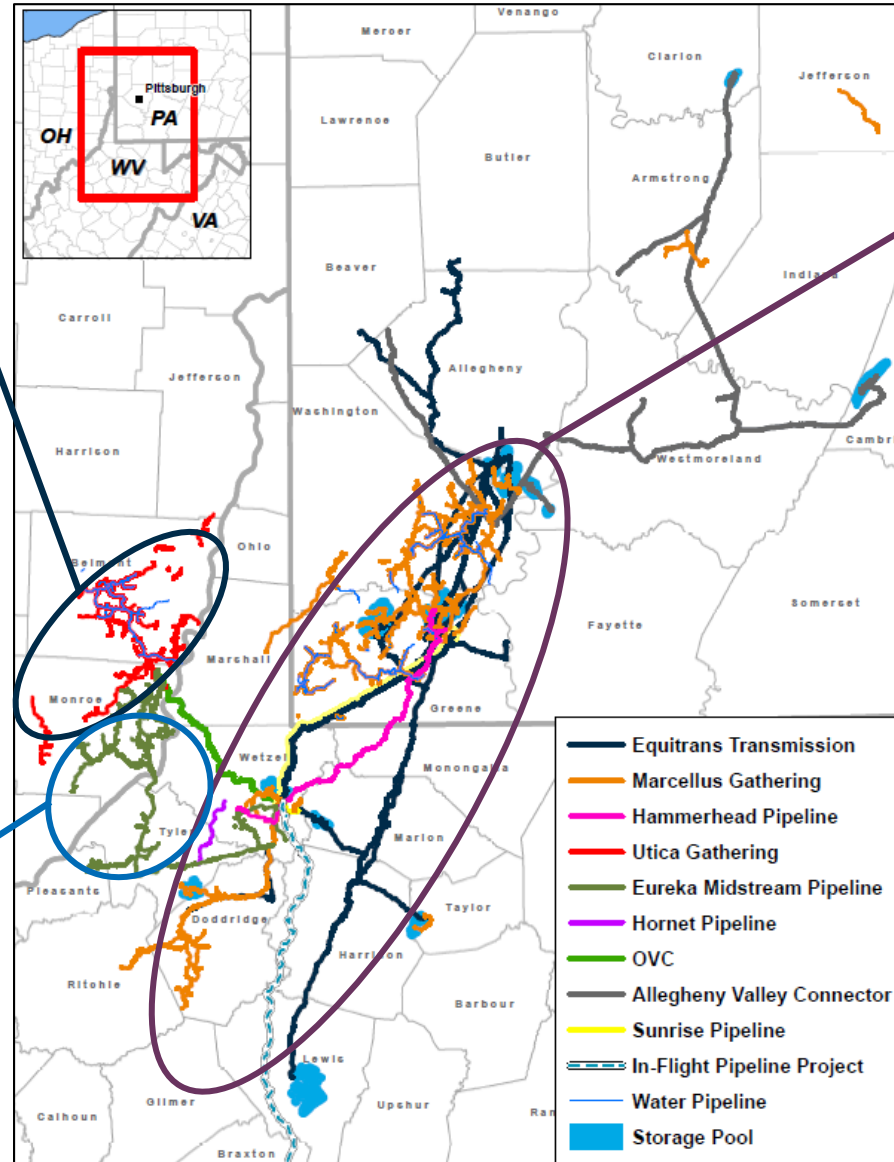 Venango
Mercer
Clarion
Jefferson
Pittsburgh
PA
OH
WV
VA
Lawrence
Butler
Armstrong
Beaver
Indiana
Carroll
Jefferson
Allegheny
Washington
Harrison
Westmoreland
Cambri
Belmont
Ohio
Somerset
Fayette
Marshall
Monroe
Greene
Wetzel
Monongalia
Tyler
Marion
Pleasants
Taylor
Doddridge
Harrison
Ritchie
Barbour
Lewis
Gilmer
Upshur
Calhoun
Ran
Braxton
Equitrans Transmission
Marcellus Gathering
Hammerhead Pipeline
Utica Gathering
Eureka Midstream Pipeline
Hornet Pipeline
OVC
Allegheny Valley Connector
Sunrise Pipeline
In-Flight Pipeline Project
Water Pipeline
Storage Pool